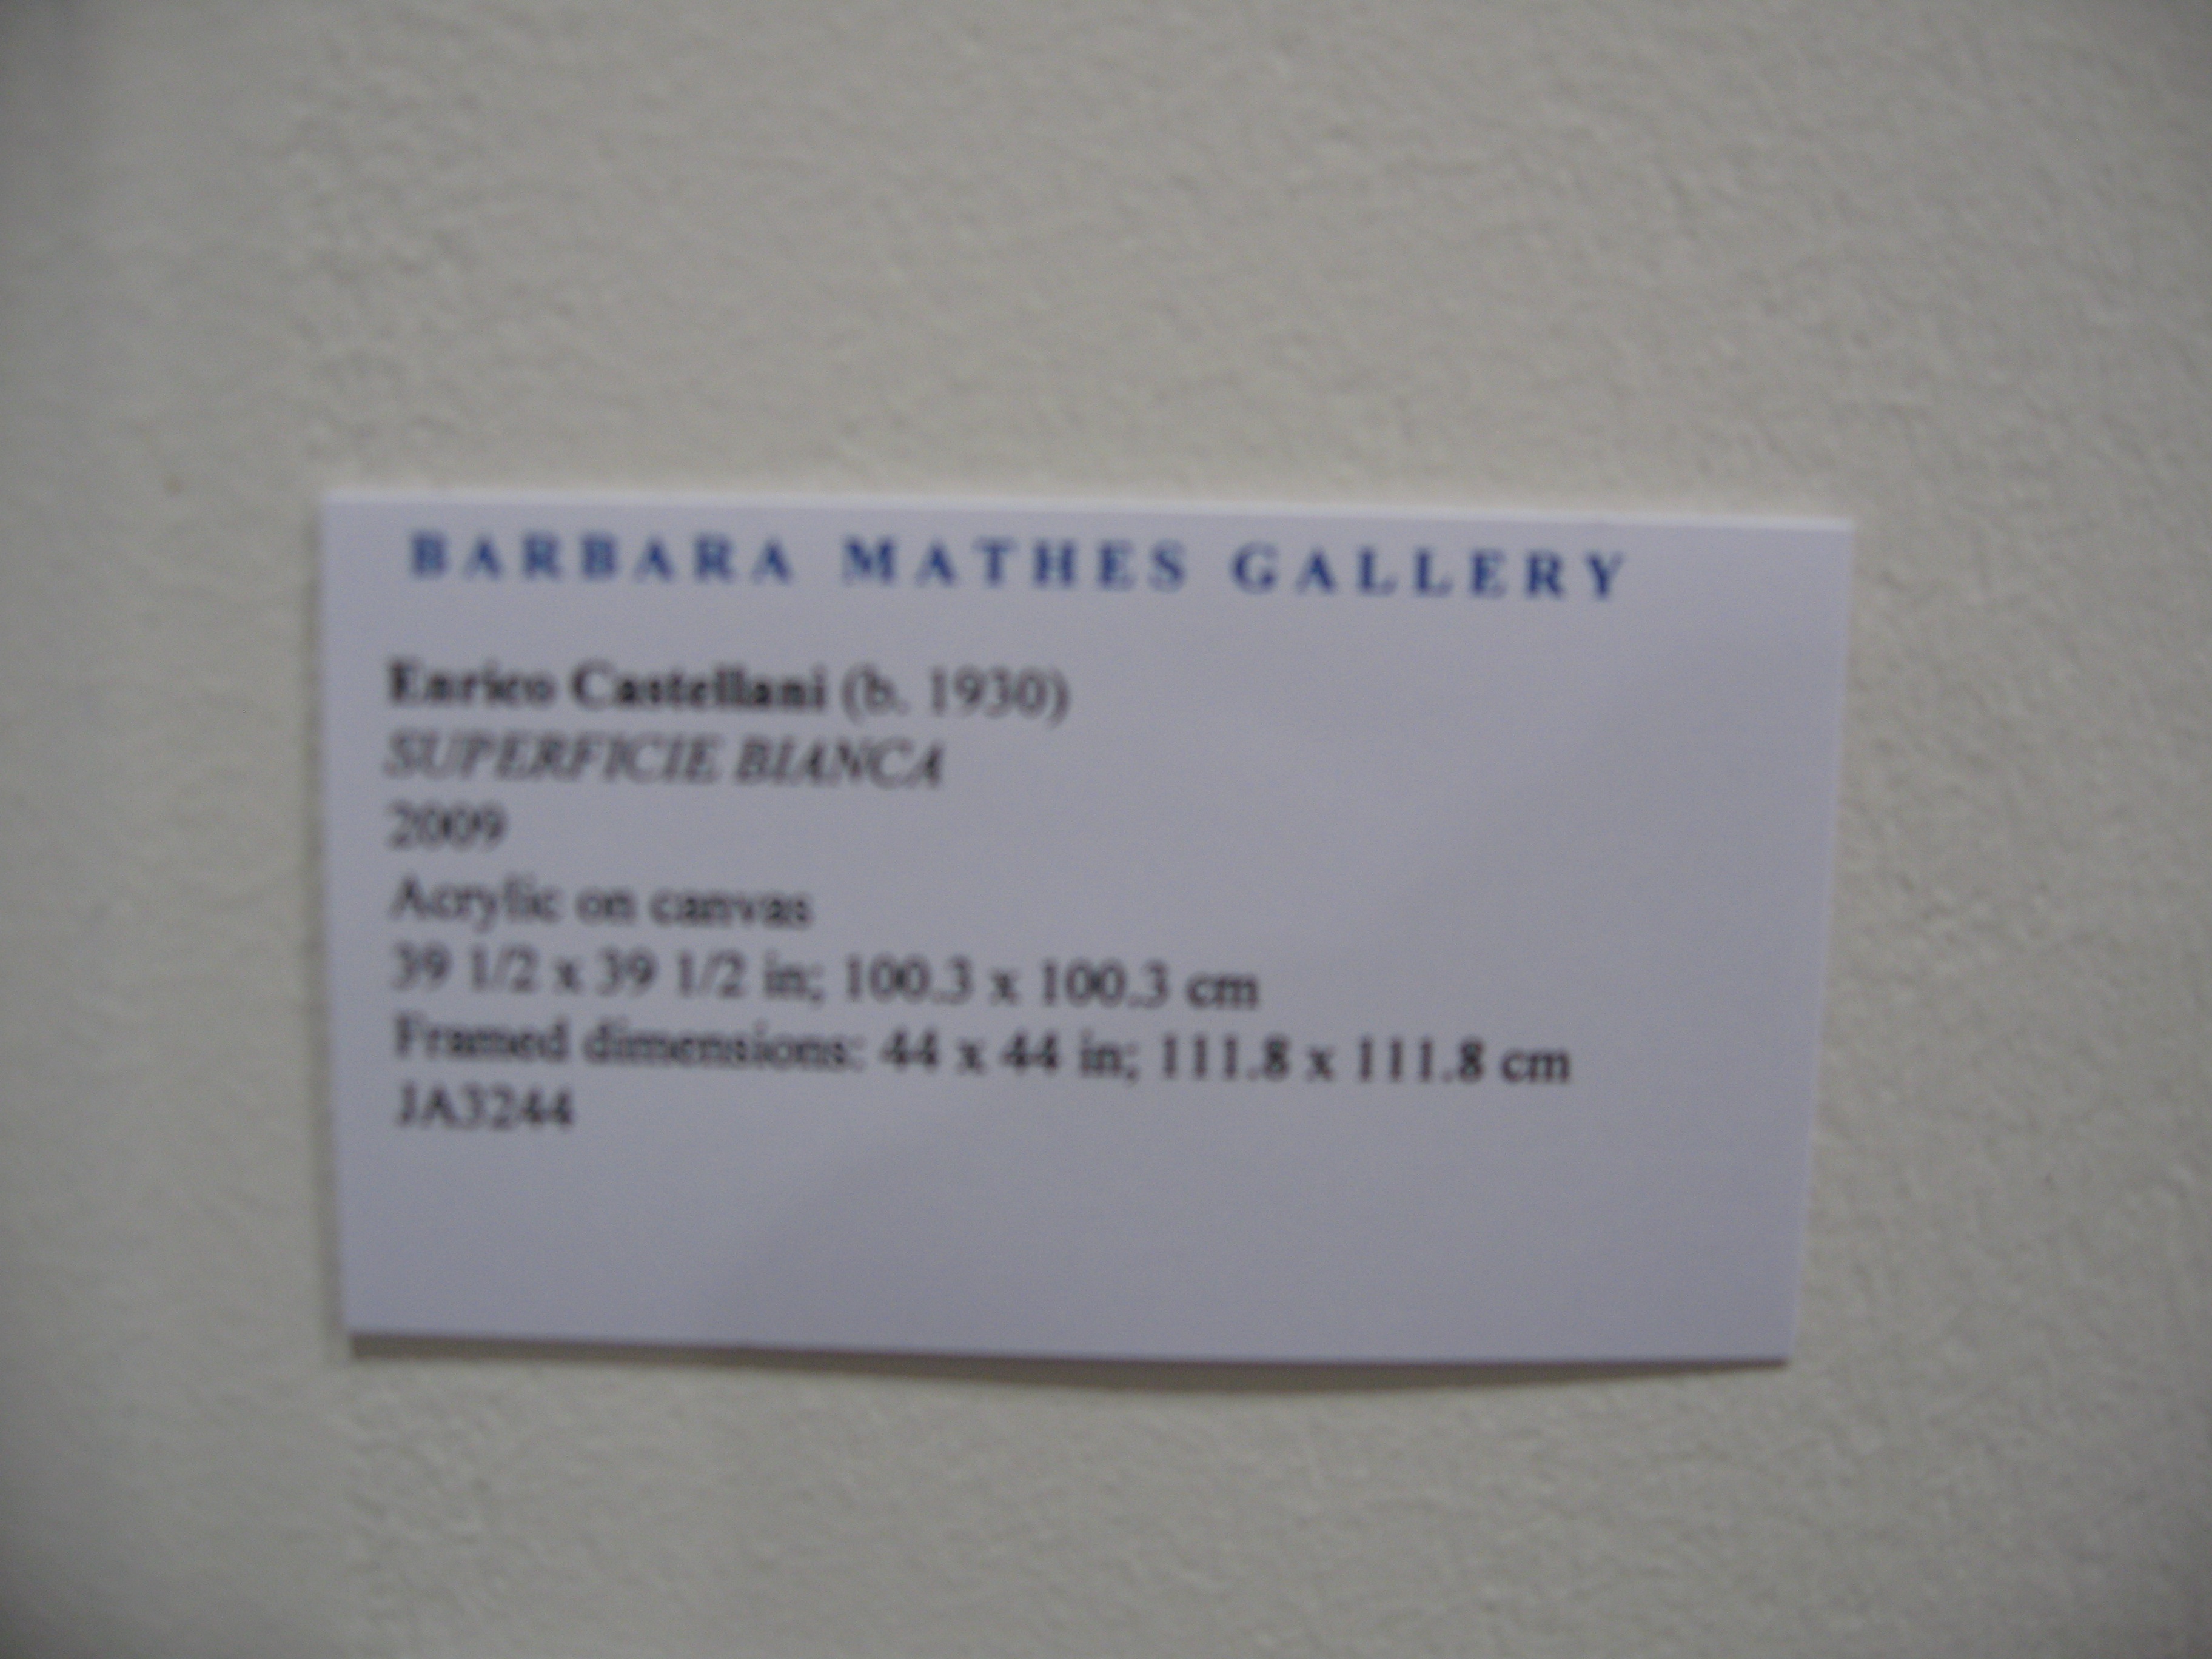 BARBARA MATHES GALLERY
Enrico Castellani (b. 1930)
SUPERFICIE BIANCA
2009
Acrylic on canvas
39 1/2 x 39 1/2 in; 100.3 x 100.3 cm
Framed dimensions: 44 x 44 in; 111.8 x 111.8 cm
JA3244